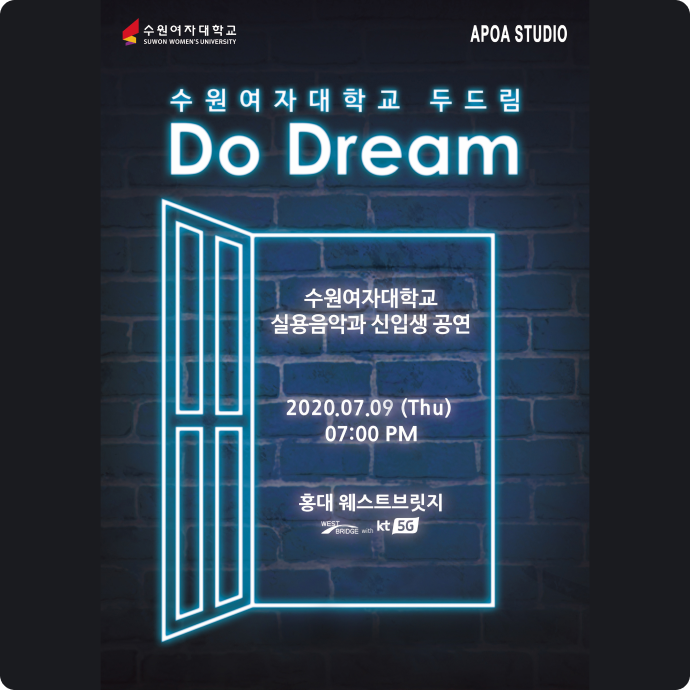 수원여자대학교
SUWON WOMEN'S UNIVERSITY
APOA STUDIO
수원여자대학교 두드림
Do Dream
수원여자대학교
실용음악과 신입생 공연
2020.07.09 (Thu)
07:00 PM
홍대 웨스트브릿지
WEST BRIDGE with kt 5G